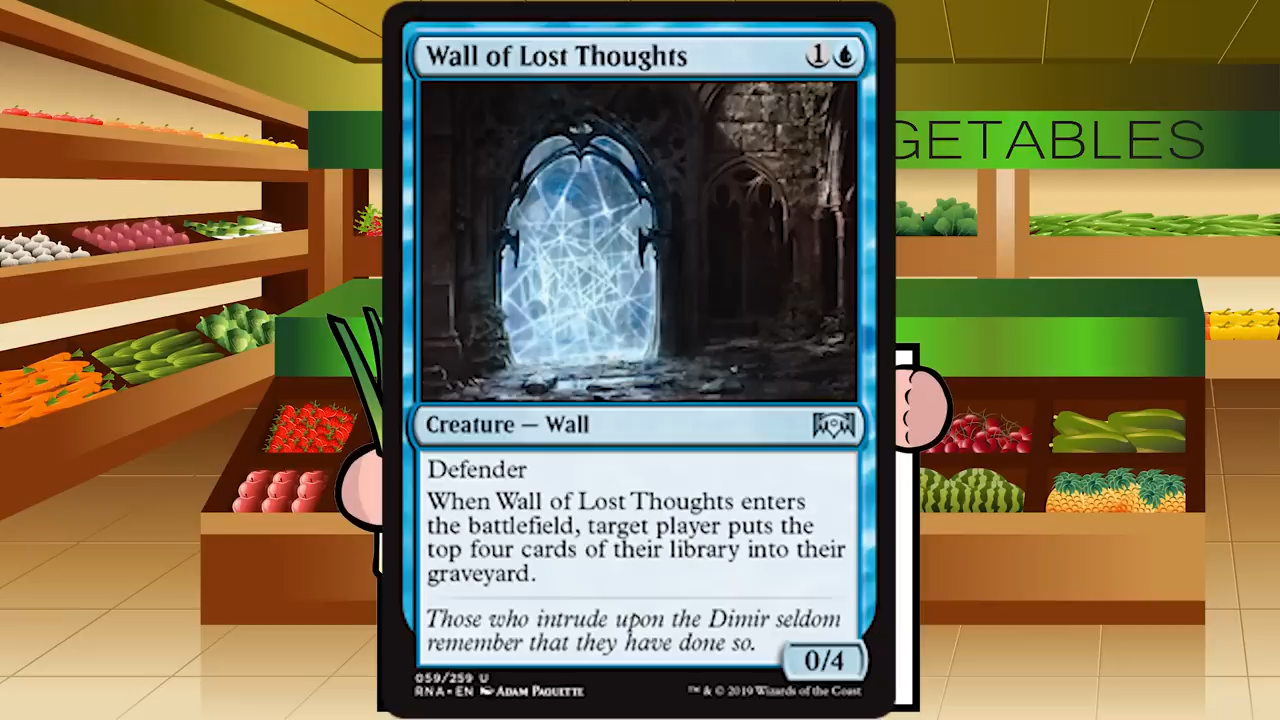 Wall of Lost Thoughts 1
GETABLES
Creature — Wall
Defender
When Wall of Lost Thoughts enters
the battlefield, target player puts the
top four cards of their library into their
graveyard.
Those who intrude upon the Dimir seldom
remember that they have done so.
0/4
059/259 U
RNA • EN ADAM PAQUETTE
™ & © 2019 Wizards of the Coast